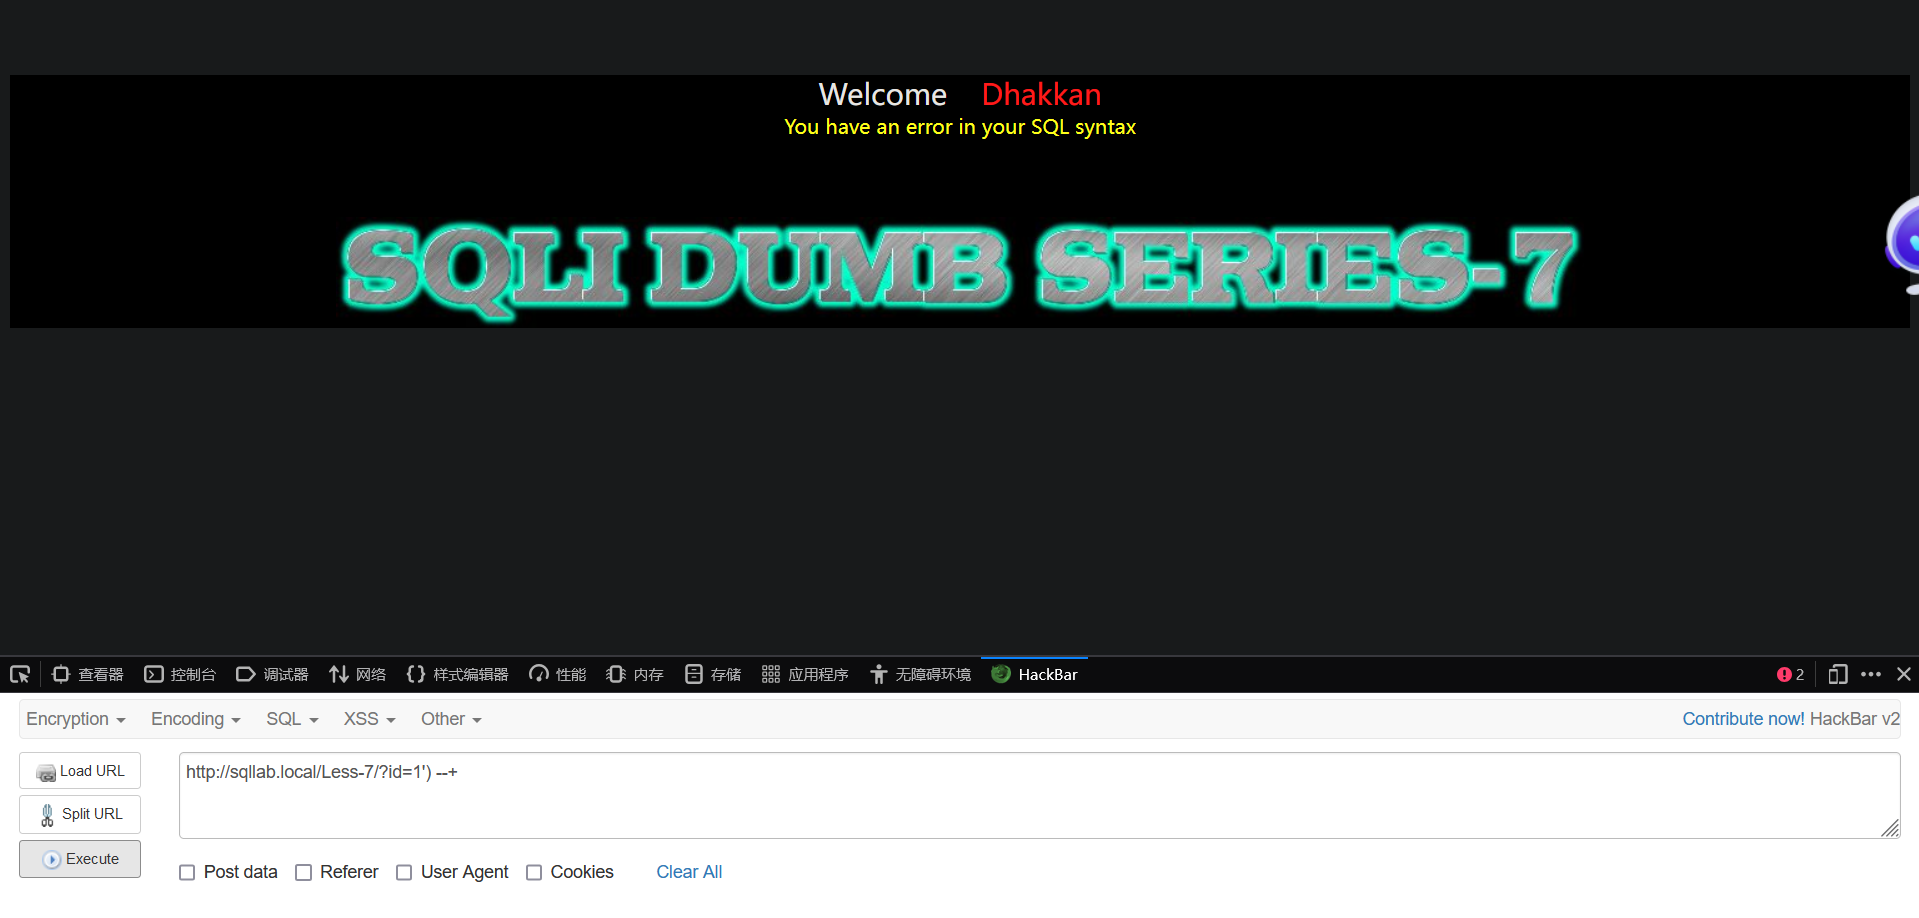 Welcome Dhakkan
You have an error in your SQL syntax
SQLI DUMB SERIES-7
查看器 控制台 调试器 网络 样式编辑器 性能 内存 存储 应用程序 无障碍环境 HackBar 2
Encryption Encoding SQL XSS Other Contribute now! HackBar v2
Load URL http://sqllab.local/Less-7/?id=1') --+
Split URL
Execute
Post data Referer User Agent Cookies Clear All